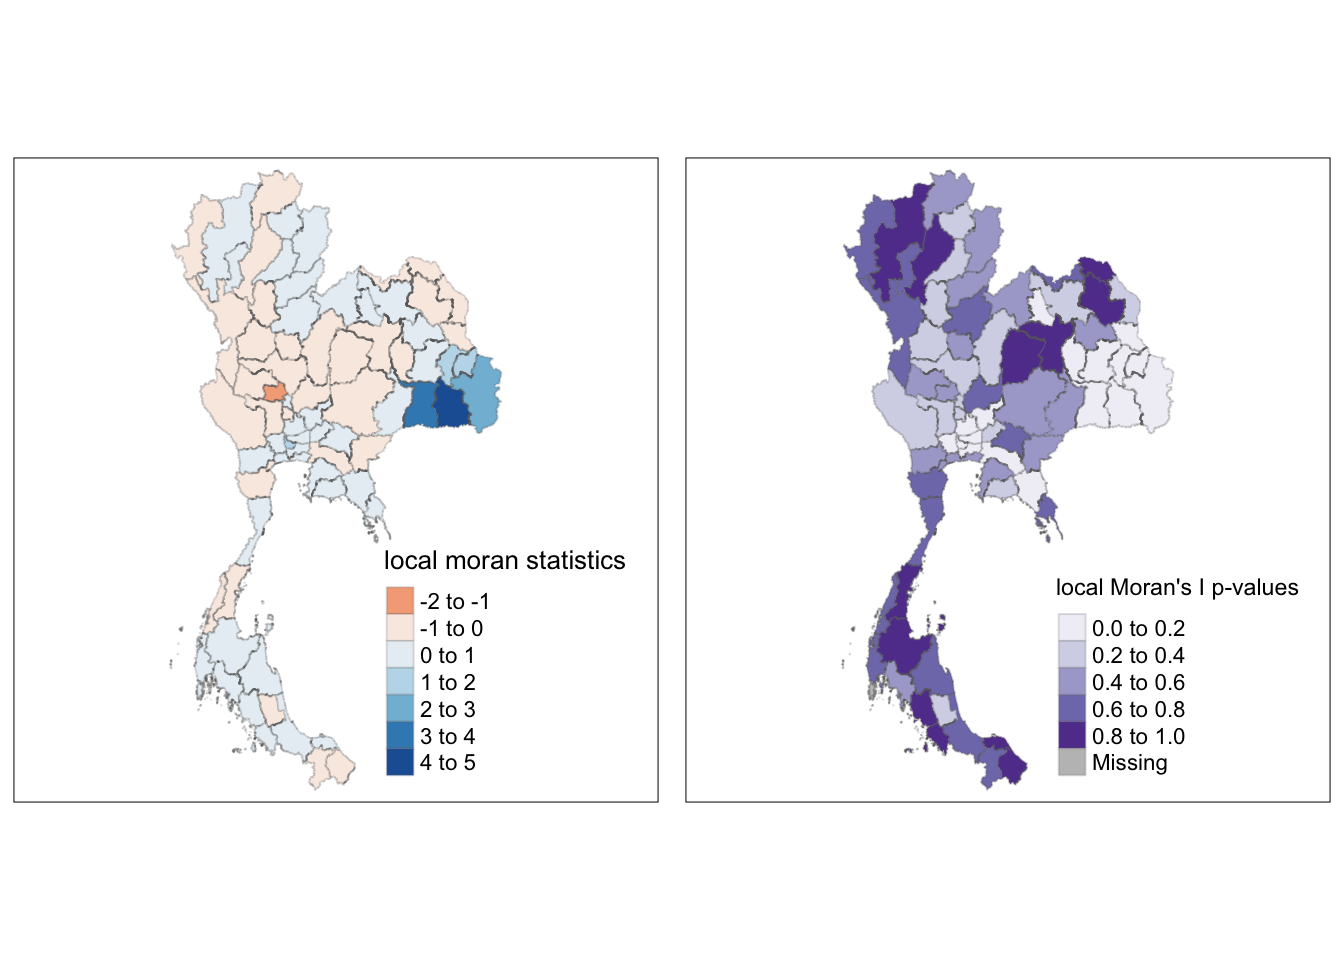 local moran statistics
-2 to -1
-1 to 0
0 to 1
1 to 2
2 to 3
3 to 4
4 to 5
local Moran's I p-values
0.0 to 0.2
0.2 to 0.4
0.4 to 0.6
0.6 to 0.8
0.8 to 1.0
Missing